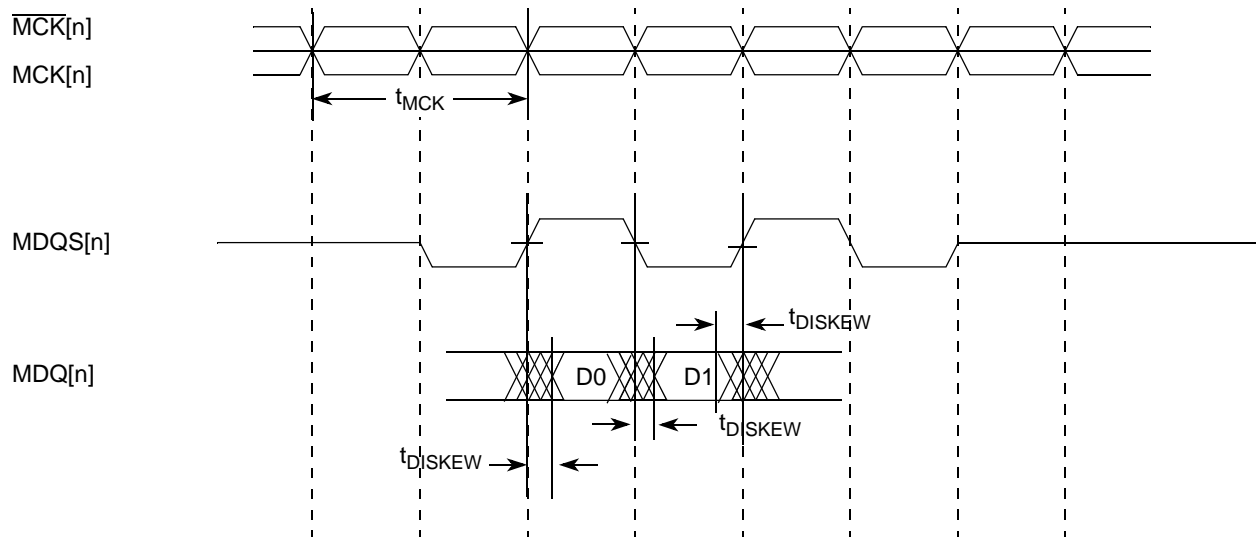 MCK[n]
MCK[n]
tMCK
MDQS[n]
tDISKEW
MDQ[n]
D0 D1
tDISKEW
tDISKEW